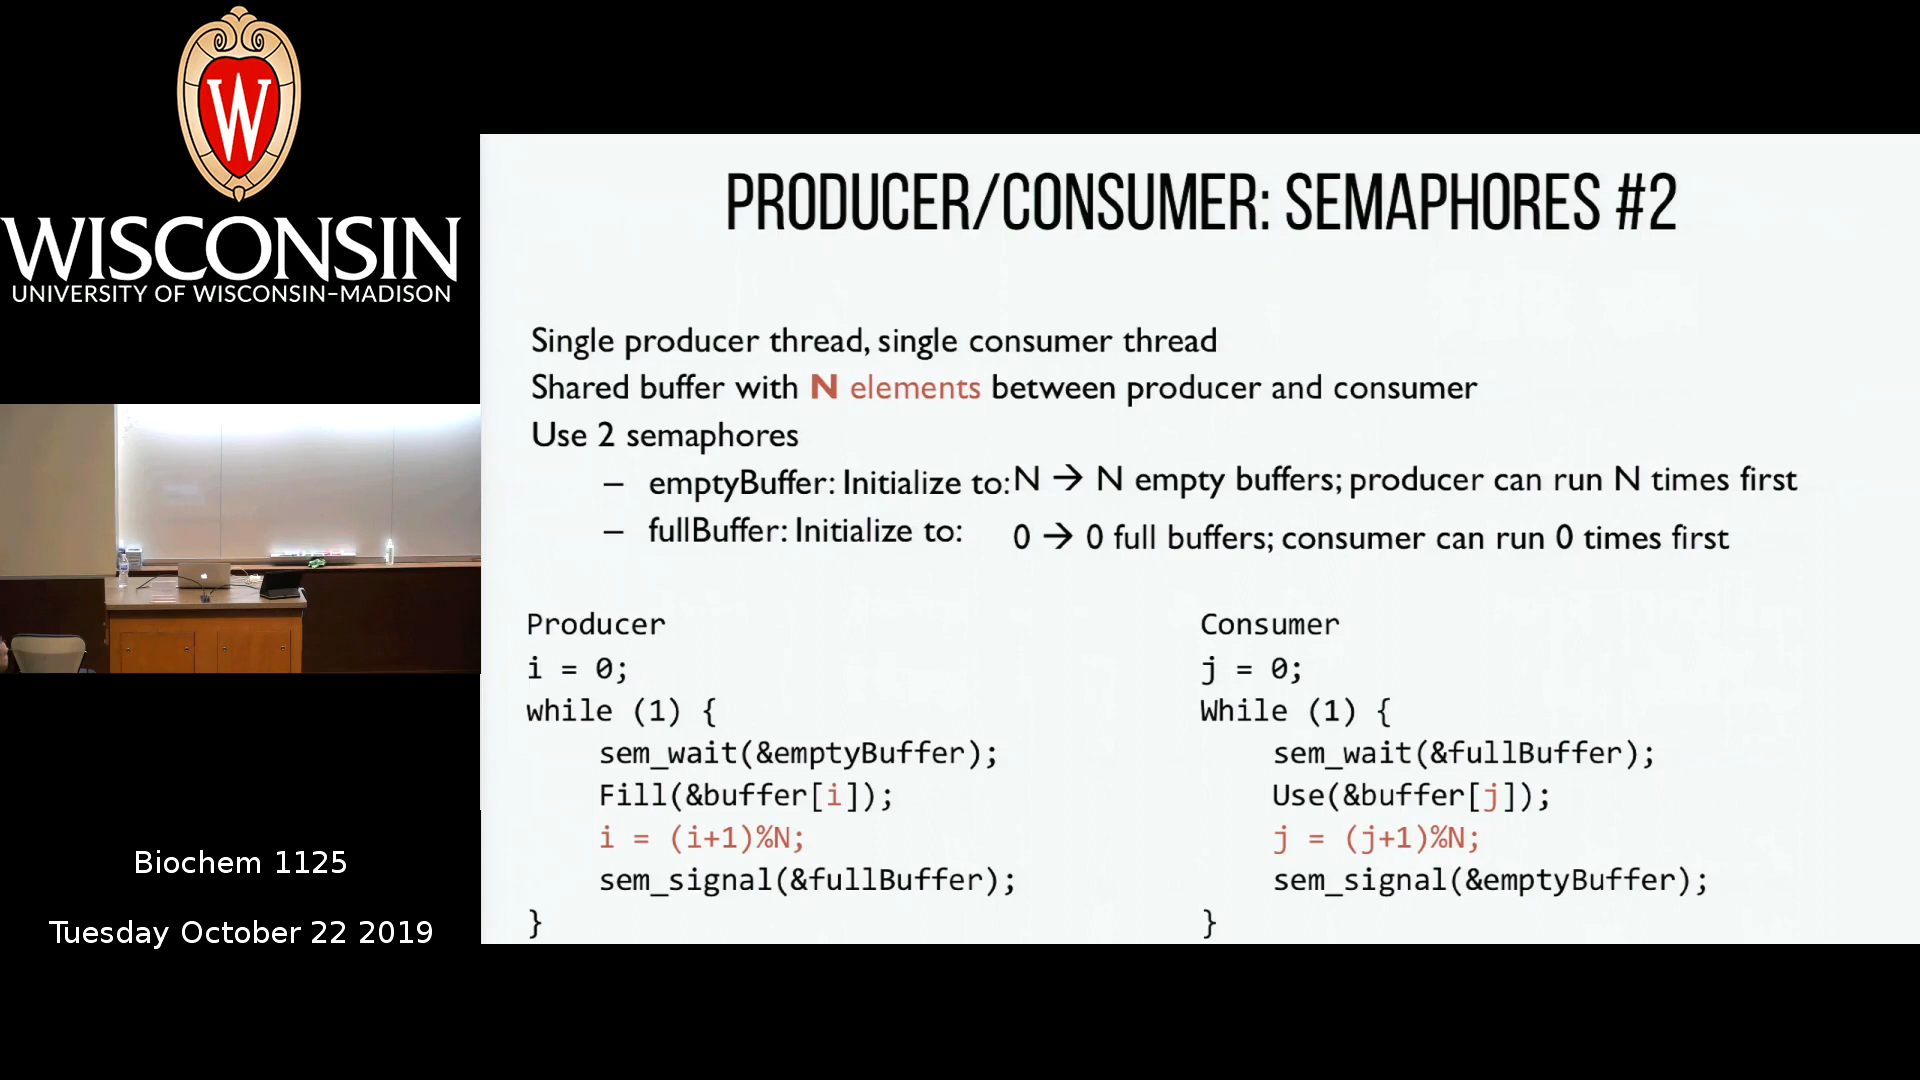 W
WISCONSIN
UNIVERSITY OF WISCONSIN–MADISON
Biochem 1125
Tuesday October 22 2019
PRODUCER/CONSUMER: SEMAPHORES #2
Single producer thread, single consumer thread
Shared buffer with N elements between producer and consumer
Use 2 semaphores
– emptyBuffer: Initialize to: N → N empty buffers; producer can run N times first
– fullBuffer: Initialize to: 0 → 0 full buffers; consumer can run 0 times first
Producer
i = 0;
while (1) {
sem_wait(&emptyBuffer);
Fill(&buffer[i]);
i = (i+1)%N;
sem_signal(&fullBuffer);
}
Consumer
j = 0;
While (1) {
sem_wait(&fullBuffer);
Use(&buffer[j]);
j = (j+1)%N;
sem_signal(&emptyBuffer);
}